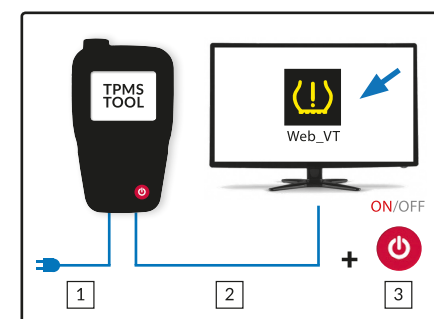 TPMS
TOOL
Web_VT
ON/OFF
+
1
2
3